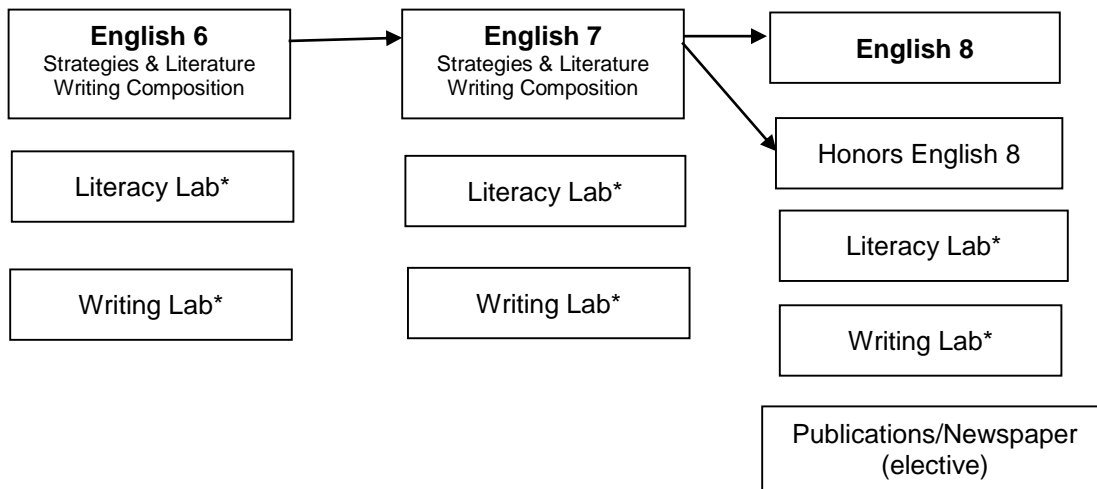 English 6
Strategies & Literature
Writing Composition
Literacy Lab*
Writing Lab*
English 7
Strategies & Literature
Writing Composition
Literacy Lab*
Writing Lab*
English 8
Honors English 8
Literacy Lab*
Writing Lab*
Publications/Newspaper
(elective)